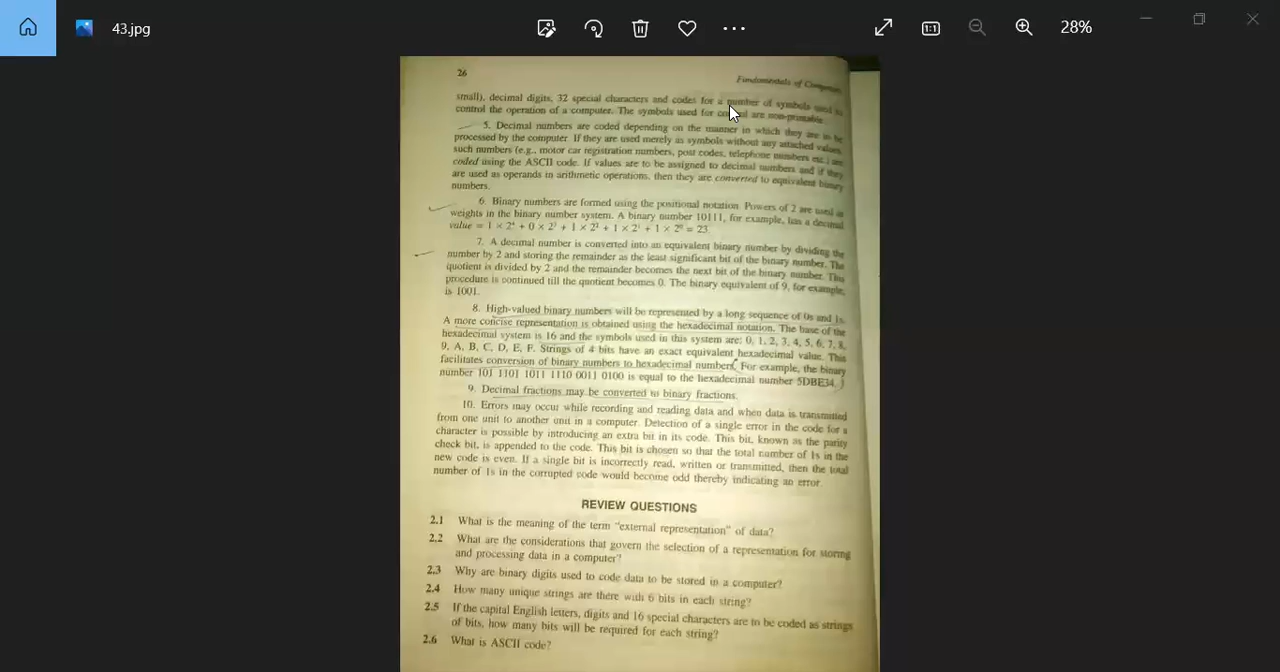 43.jpg
28%
26
Fundamentals of Computers
small), decimal digits, 32 special characters and codes for a number of symbols used to
control the operation of a computer. The symbols used for control are non-printable.
5. Decimal numbers are coded depending on the manner in which they are to be
processed by the computer. If they are used merely as symbols without any attached values
such numbers (e.g., motor car registration numbers, post codes, telephone numbers etc.) are
coded using the ASCII code. If values are to be assigned to decimal numbers and if they
are used as operands in arithmetic operations, then they are converted to equivalent binary
numbers.
6. Binary numbers are formed using the positional notation. Powers of 2 are used as
weights in the binary number system. A binary number 10111, for example, has a decimal
value = 1 × 2⁴ + 0 × 2³ + 1 × 2² + 1 × 2¹ + 1 × 2⁰ = 23.
7. A decimal number is converted into an equivalent binary number by dividing the
number by 2 and storing the remainder as the least significant bit of the binary number. The
quotient is divided by 2 and the remainder becomes the next bit of the binary number. This
procedure is continued till the quotient becomes 0. The binary equivalent of 9, for example,
is 1001.
8. High-valued binary numbers will be represented by a long sequence of 0s and 1s.
A more concise representation is obtained using the hexadecimal notation. The base of the
hexadecimal system is 16 and the symbols used in this system are: 0, 1, 2, 3, 4, 5, 6, 7, 8,
9, A, B, C, D, E, F. Strings of 4 bits have an exact equivalent hexadecimal value. This
facilitates conversion of binary numbers to hexadecimal numbers. For example, the binary
number 101 1101 1011 1110 0011 0100 is equal to the hexadecimal number 5DBE34.
9. Decimal fractions may be converted to binary fractions.
10. Errors may occur while recording and reading data and when data is transmitted
from one unit to another unit in a computer. Detection of a single error in the code for a
character is possible by introducing an extra bit in its code. This bit, known as the parity
check bit, is appended to the code. This bit is chosen so that the total number of 1s in the
new code is even. If a single bit is incorrectly read, written or transmitted, then the total
number of 1s in the corrupted code would become odd thereby indicating an error.
REVIEW QUESTIONS
2.1 What is the meaning of the term "external representation" of data?
2.2 What are the considerations that govern the selection of a representation for storing
and processing data in a computer?
2.3 Why are binary digits used to code data to be stored in a computer?
2.4 How many unique strings are there with 6 bits in each string?
2.5 If the capital English letters, digits and 16 special characters are to be coded as strings
of bits, how many bits will be required for each string?
2.6 What is ASCII code?